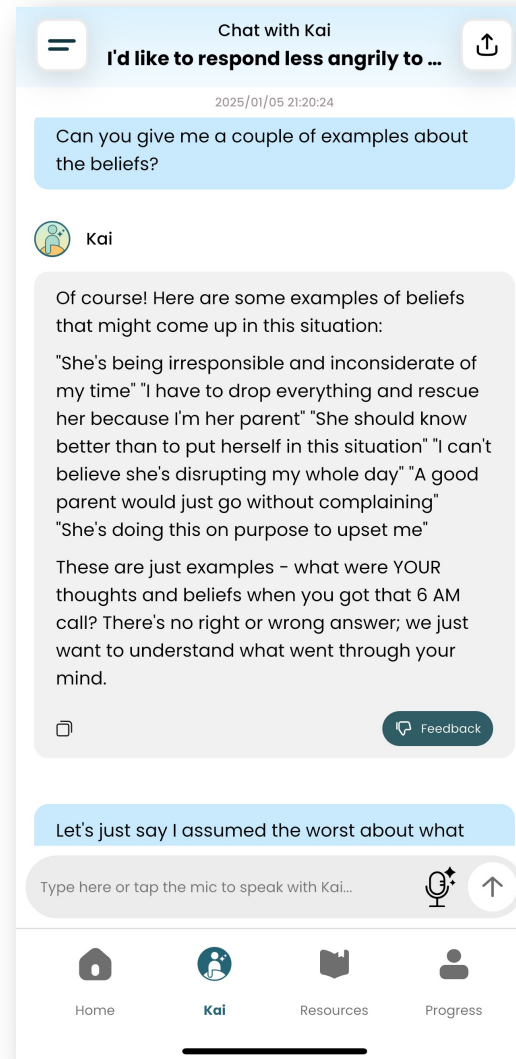 Chat with Kai
I'd like to respond less angrily to ...
2025/01/05 21:20:24
Can you give me a couple of examples about
the beliefs?
Kai
Of course! Here are some examples of beliefs
that might come up in this situation:
"She's being irresponsible and inconsiderate of
my time" "I have to drop everything and rescue
her because I'm her parent" "She should know
better than to put herself in this situation" "I can't
believe she's disrupting my whole day" "A good
parent would just go without complaining"
"She's doing this on purpose to upset me"
These are just examples - what were YOUR
thoughts and beliefs when you got that 6 AM
call? There's no right or wrong answer; we just
want to understand what went through your
mind.
Feedback
Let's just say I assumed the worst about what
Type here or tap the mic to speak with Kai...
Home
Kai
Resources
Progress